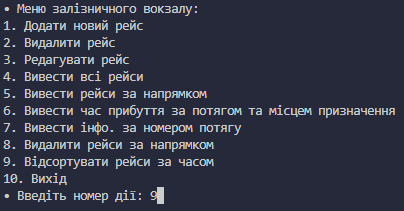 • Меню залізничного вокзалу:
1. Додати новий рейс
2. Видалити рейс
3. Редагувати рейс
4. Вивести всі рейси
5. Вивести рейси за напрямком
6. Вивести час прибуття за потягом та місцем призначення
7. Вивести інфо. за номером потягу
8. Видалити рейси за напрямком
9. Відсортувати рейси за часом
10. Вихід
• Введіть номер дії: 9